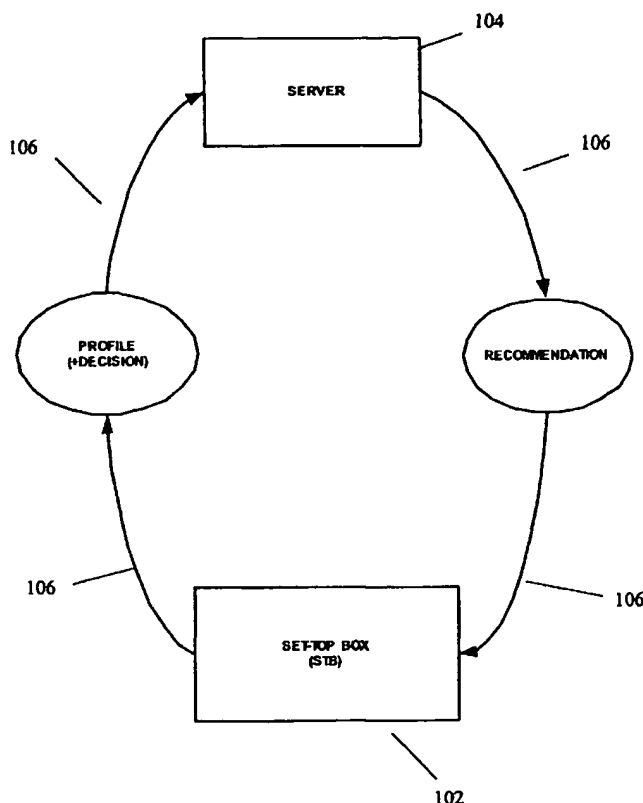 104
SERVER
106
106
PROFILE
(+DECISION)
RECOMMENDATION
106
106
SET-TOP BOX
(STB)
102